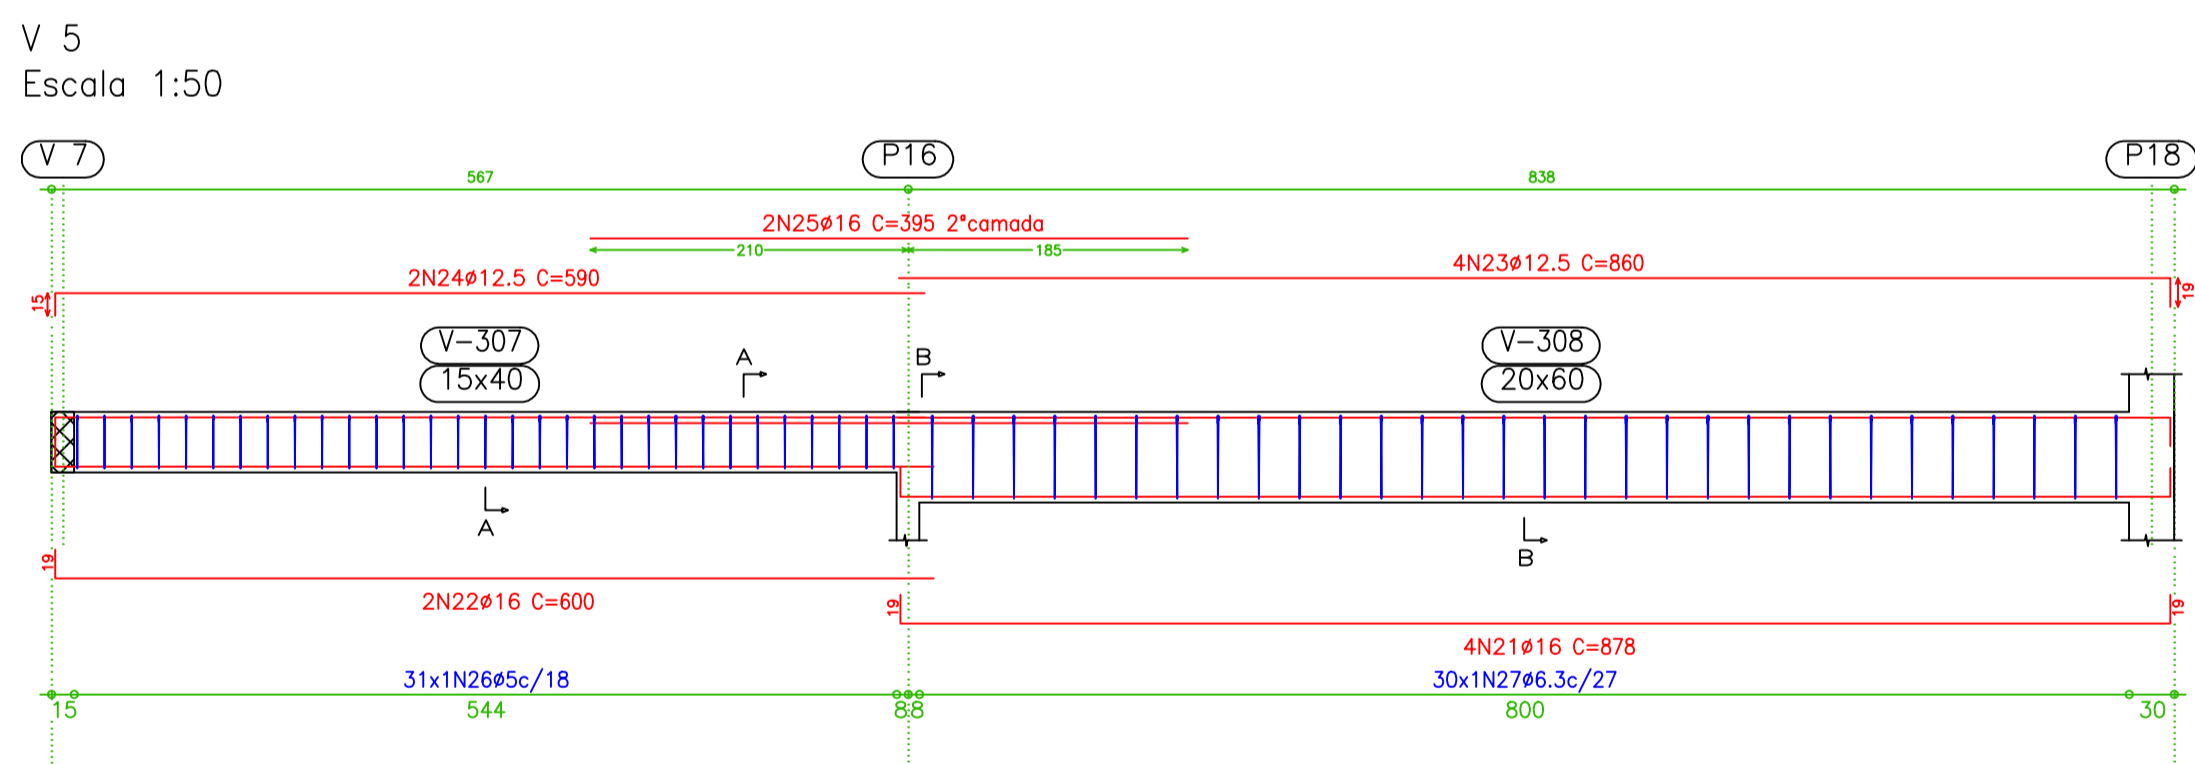 V 5
Escala 1:50
V 7
P16
P18
567
838
2N25ø16 C=395 2ªcamada
210
185
2N24ø12.5 C=590
4N23ø12.5 C=860
15
19
V-307
15x40
A
B
V-308
20x60
A
B
19
2N22ø16 C=600
19
19
4N21ø16 C=878
31x1N26ø5c/18
30x1N27ø6.3c/27
15
544
8
8
800
30